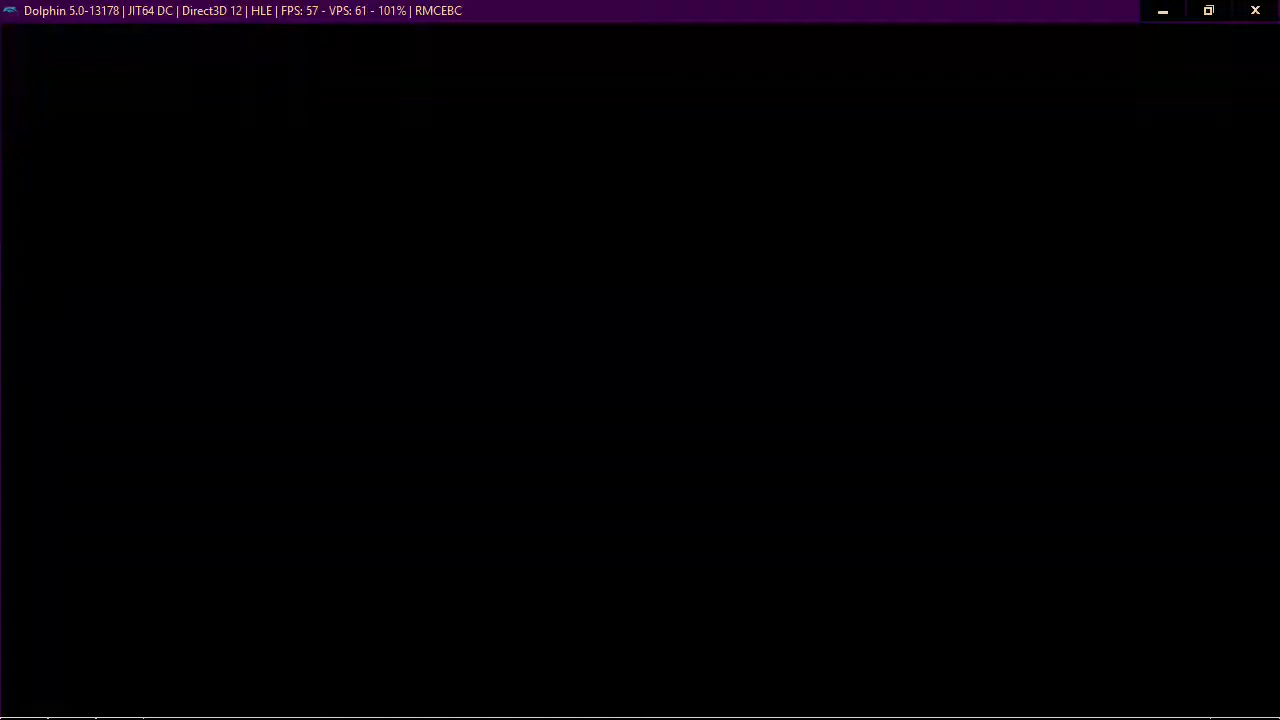 Dolphin 5.0-13178 | JIT64 DC | Direct3D 12 | HLE | FPS: 57 - VPS: 61 - 101% | RMCEBC